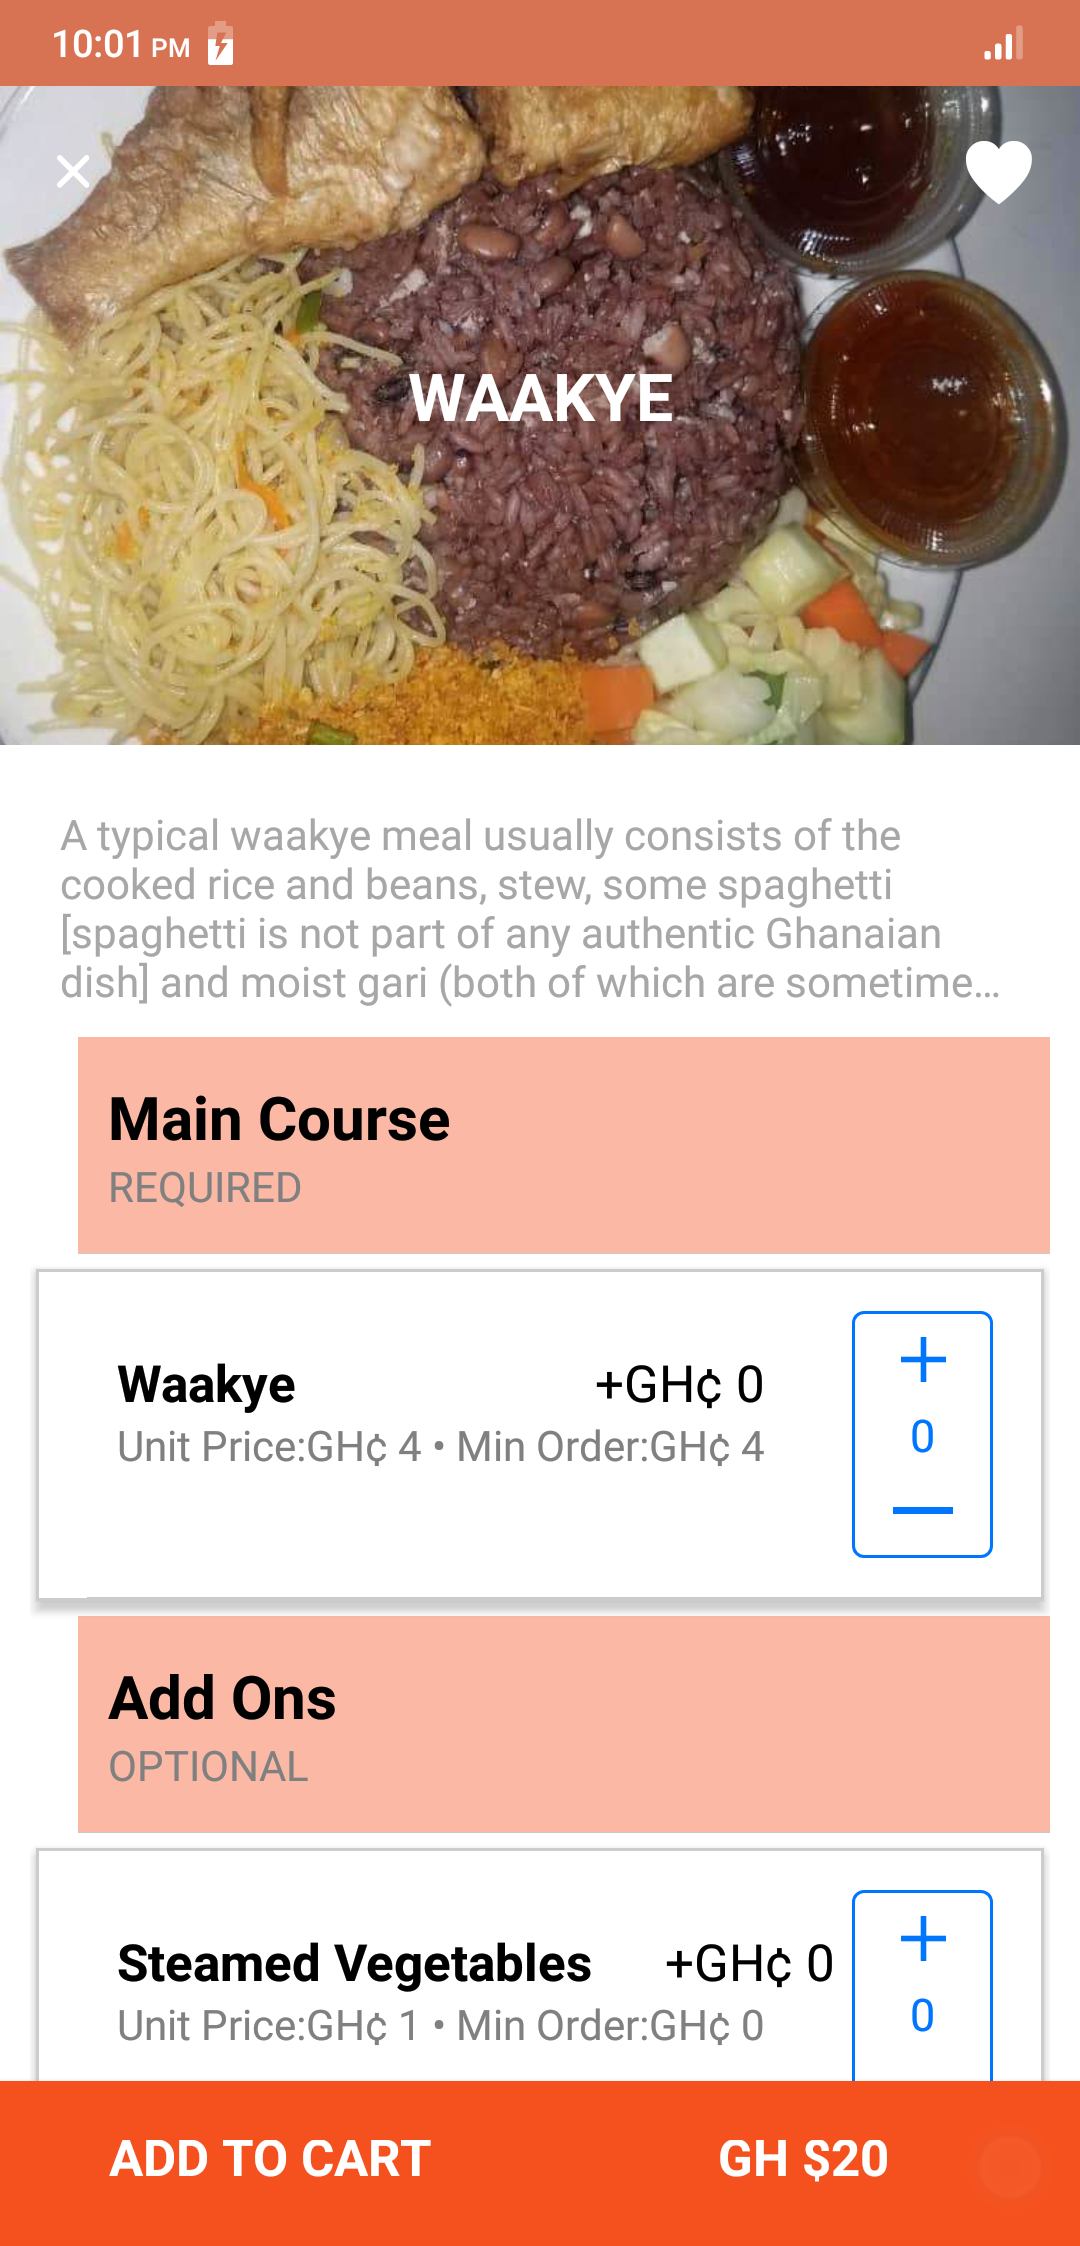 10:01 PM
WAAKYE
A typical waakye meal usually consists of the
cooked rice and beans, stew, some spaghetti
[spaghetti is not part of any authentic Ghanaian
dish] and moist gari (both of which are sometime...
Main Course
REQUIRED
Waakye +GH¢ 0
Unit Price:GH¢ 4 • Min Order:GH¢ 4
0
Add Ons
OPTIONAL
Steamed Vegetables +GH¢ 0
Unit Price:GH¢ 1 • Min Order:GH¢ 0
0
ADD TO CART GH $20